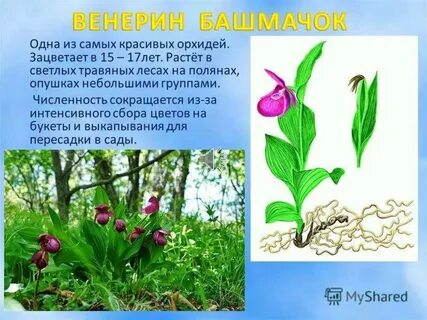 ВЕНЕРИН БАШМАЧОК
Одна из самых красивых орхидей.
Зацветает в 15 – 17лет. Растёт в
светлых травяных лесах на полянах,
опушках небольшими группами.
Численность сокращается из-за
интенсивного сбора цветов на
букеты и выкапывания для
пересадки в сады.
MyShared